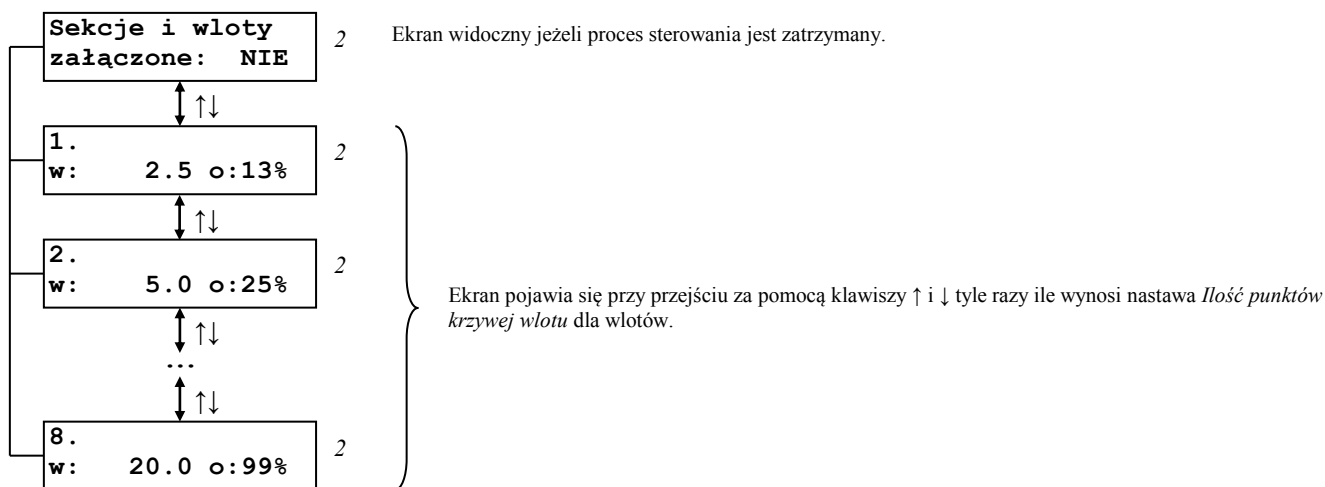 Sekcje i wloty
załączone: NIE
2
Ekran widoczny jeżeli proces sterowania jest zatrzymany.
↑↓
1.
w: 2.5 o:13%
2
↑↓
2.
w: 5.0 o:25%
2
Ekran pojawia się przy przejściu za pomocą klawiszy ↑ i ↓ tyle razy ile wynosi nastawa Ilość punktów
krzywej wlotu dla wlotów.
↑↓
...
↑↓
8.
w: 20.0 o:99%
2